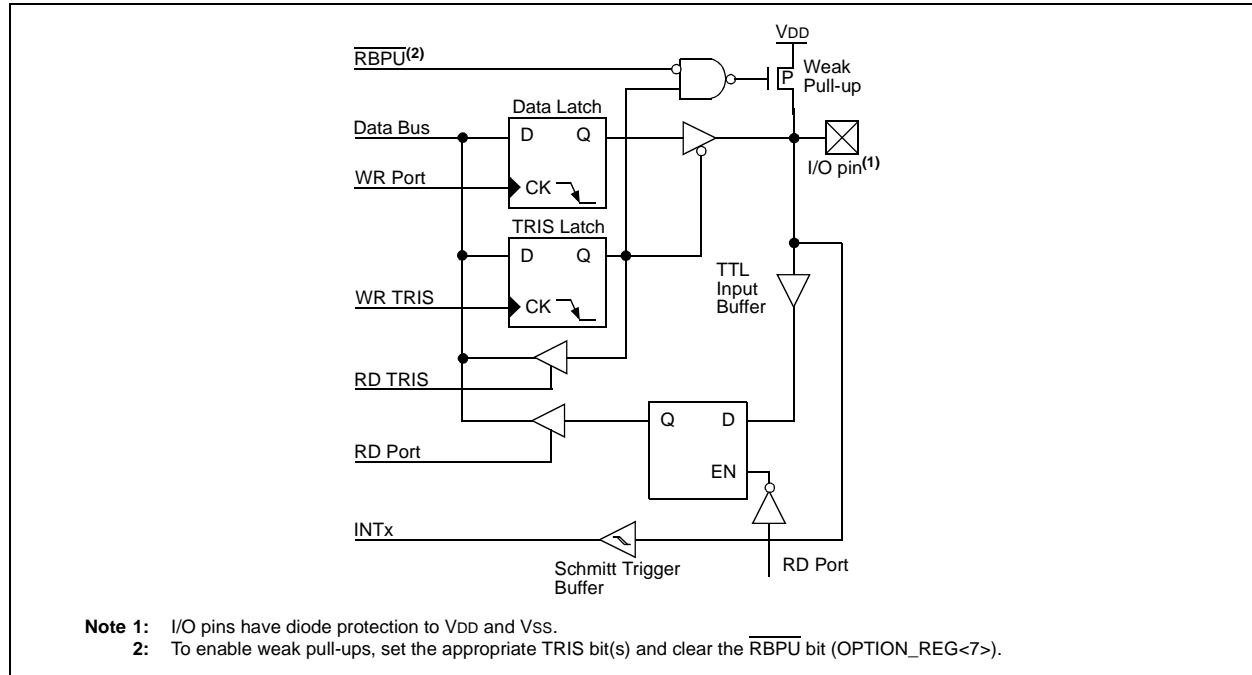 VDD
RBPU(2)
P
Weak
Pull-up
Data Latch
Data Bus
D Q
I/O pin(1)
WR Port
CK
TRIS Latch
D Q
TTL
Input
Buffer
WR TRIS
CK
RD TRIS
Q D
RD Port
EN
INTx
Schmitt Trigger
Buffer
RD Port
Note 1: I/O pins have diode protection to VDD and VSS.
2: To enable weak pull-ups, set the appropriate TRIS bit(s) and clear the RBPU bit (OPTION_REG<7>).